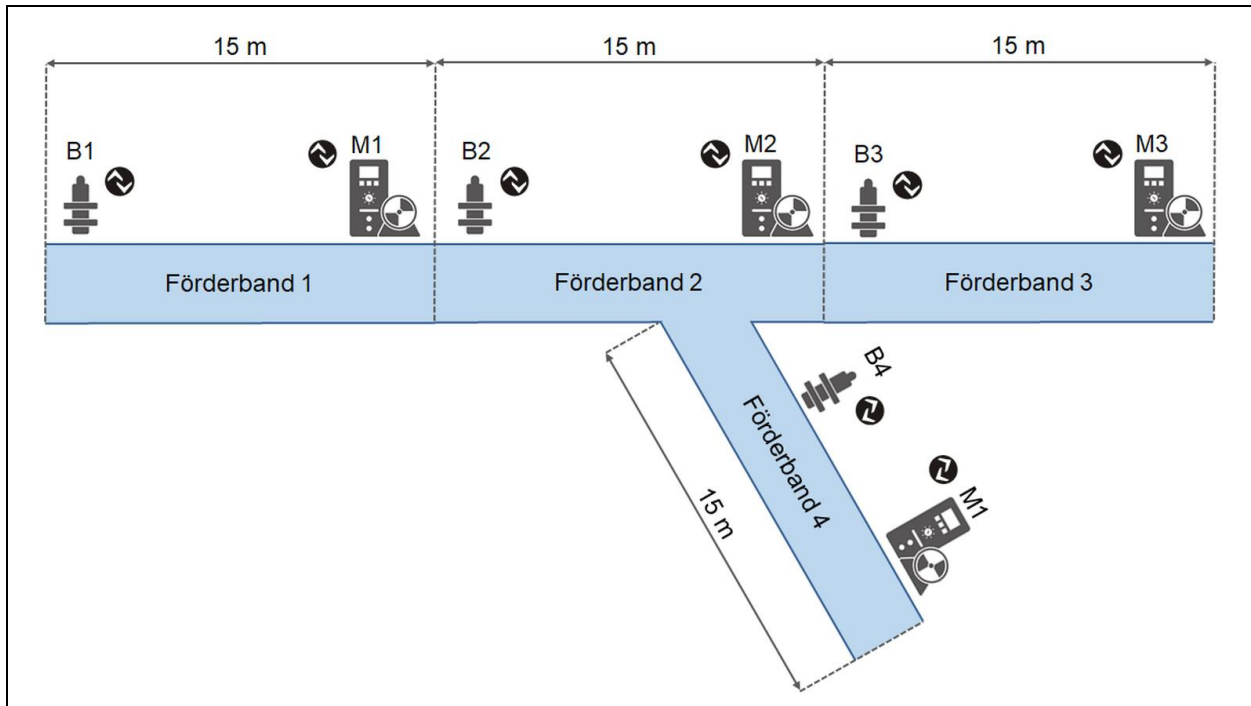 15 m
15 m
15 m
B1
M1
B2
M2
B3
M3
Förderband 1
Förderband 2
Förderband 3
B4
Förderband 4
M1
15 m